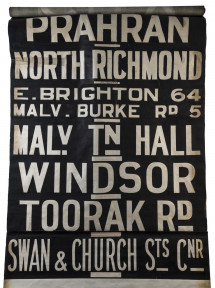 PRAHRAN
NORTH RICHMOND
E. BRIGHTON 64
MALV. BURKE RD 5
MALV. TN HALL
WINDSOR
TOORAK RD
SWAN & CHURCH STS CNR